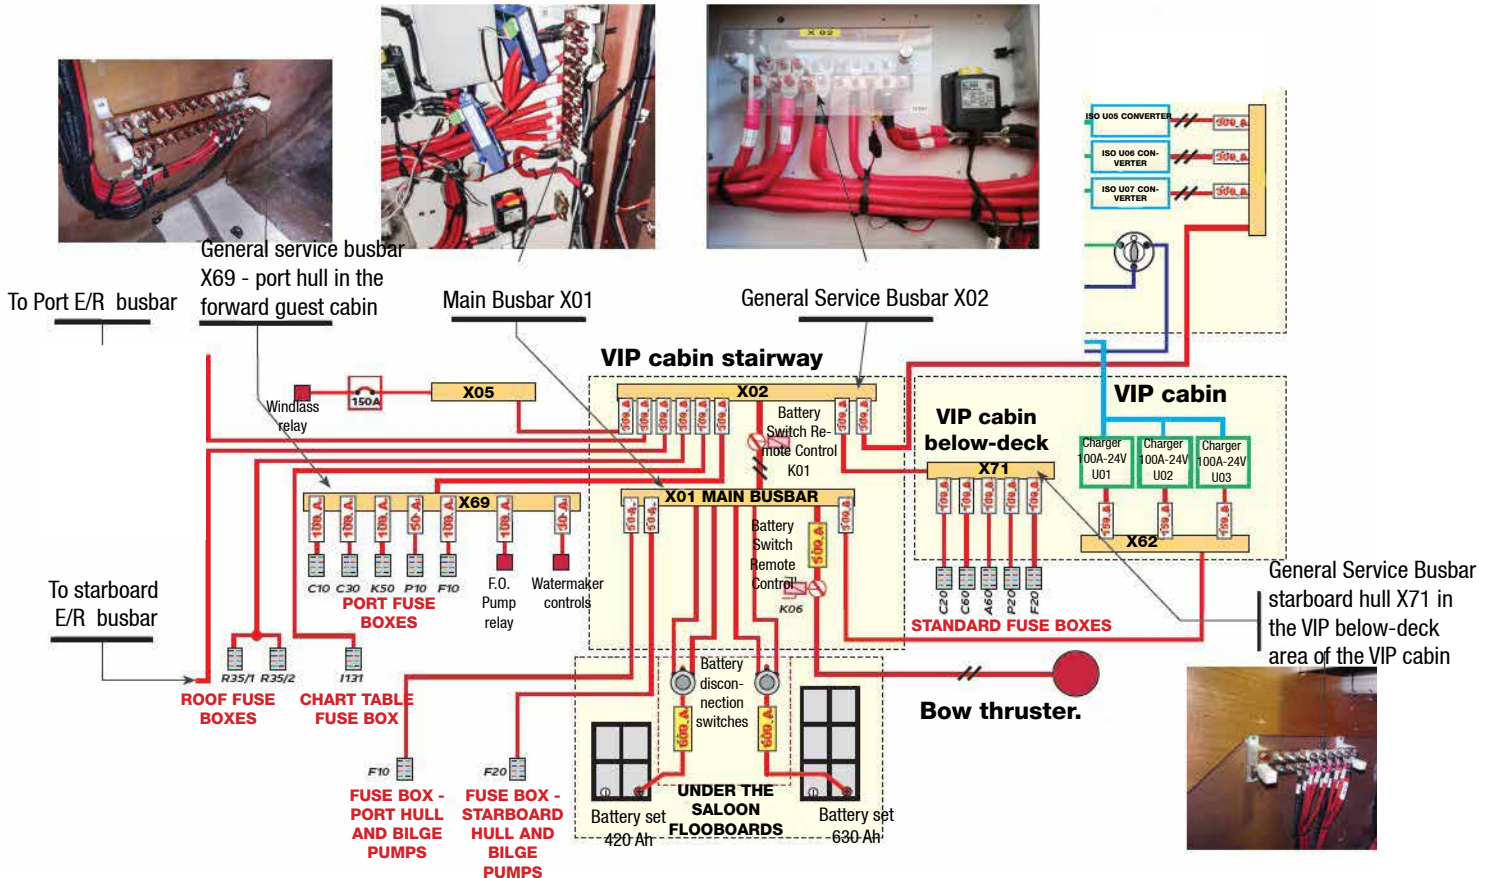 X 02
ISO U05 CONVERTER
ISO U06 CON-
VERTER
ISO U07 CON-
VERTER
General service busbar
X69 - port hull in the
forward guest cabin
To Port E/R busbar
Main Busbar X01
General Service Busbar X02
VIP cabin stairway
X02
X05
150A
Windlass
relay
Battery
Switch Re-
mote Control
K01
VIP cabin
VIP cabin
below-deck
X71
Charger
100A-24V
U01
Charger
100A-24V
U02
Charger
100A-24V
U03
X62
X69
X01 MAIN BUSBAR
Battery
Switch
Remote
Control
K06
C10 C30 K50 P10 F10
PORT FUSE
BOXES
F.O.
Pump
relay
Watermaker
controls
C20 C60 A60 P20 F20
STANDARD FUSE BOXES
To starboard
E/R busbar
General Service Busbar
starboard hull X71 in
the VIP below-deck
area of the VIP cabin
R35/1 R35/2
ROOF FUSE
BOXES
I131
CHART TABLE
FUSE BOX
Battery
discon-
nection
switches
Bow thruster.
F10
FUSE BOX -
PORT HULL
AND BILGE
PUMPS
F20
FUSE BOX -
STARBOARD
HULL AND
BILGE
PUMPS
UNDER THE
SALOON
FLOOBOARDS
Battery set
420 Ah
Battery set
630 Ah